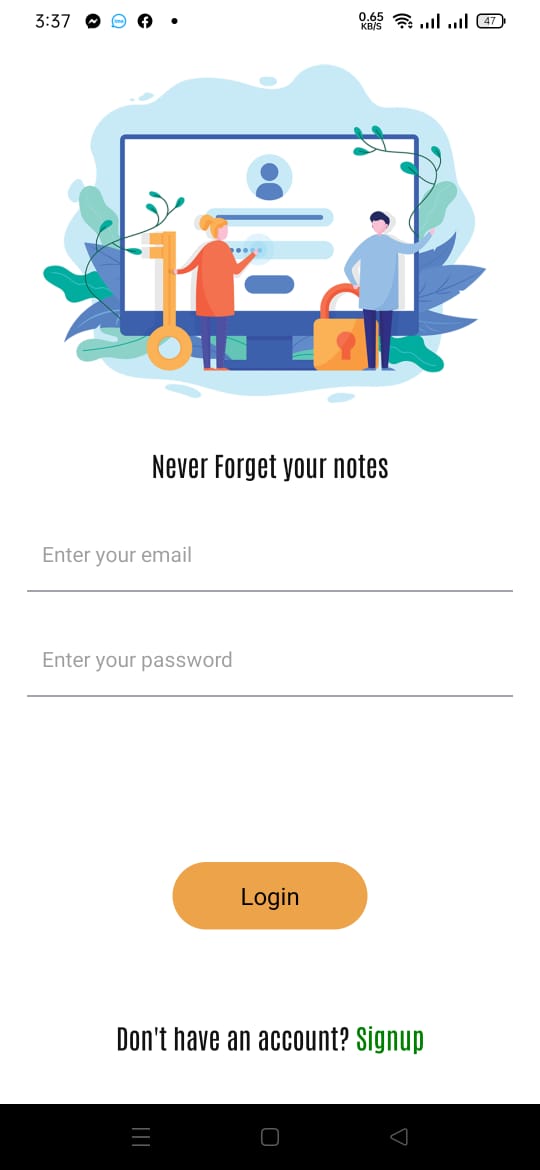 3:37
0.65
KB/S
47
Never Forget your notes
Enter your email
Enter your password
Login
Don't have an account? Signup